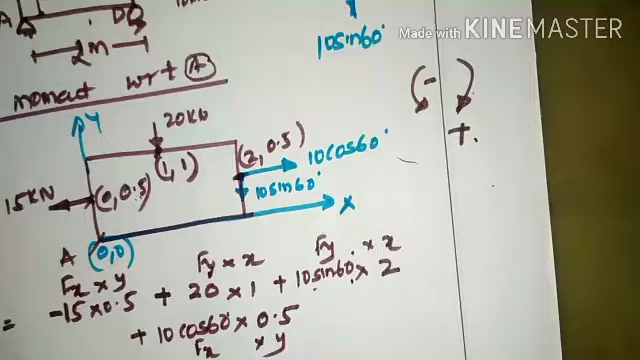 A
D
2m
10sin60°
Made with KINEMASTER
moment wrt A
- +.
Y
20KN
(1,1)
(2,0.5)
10cos60°
10sin60°
15KN
(0,0.5)
X
A (0,0)
Fx × y Fy × x Fy × x
= -15×0.5 + 20×1 + 10sin60×2
+ 10cos60×0.5
Fx × y